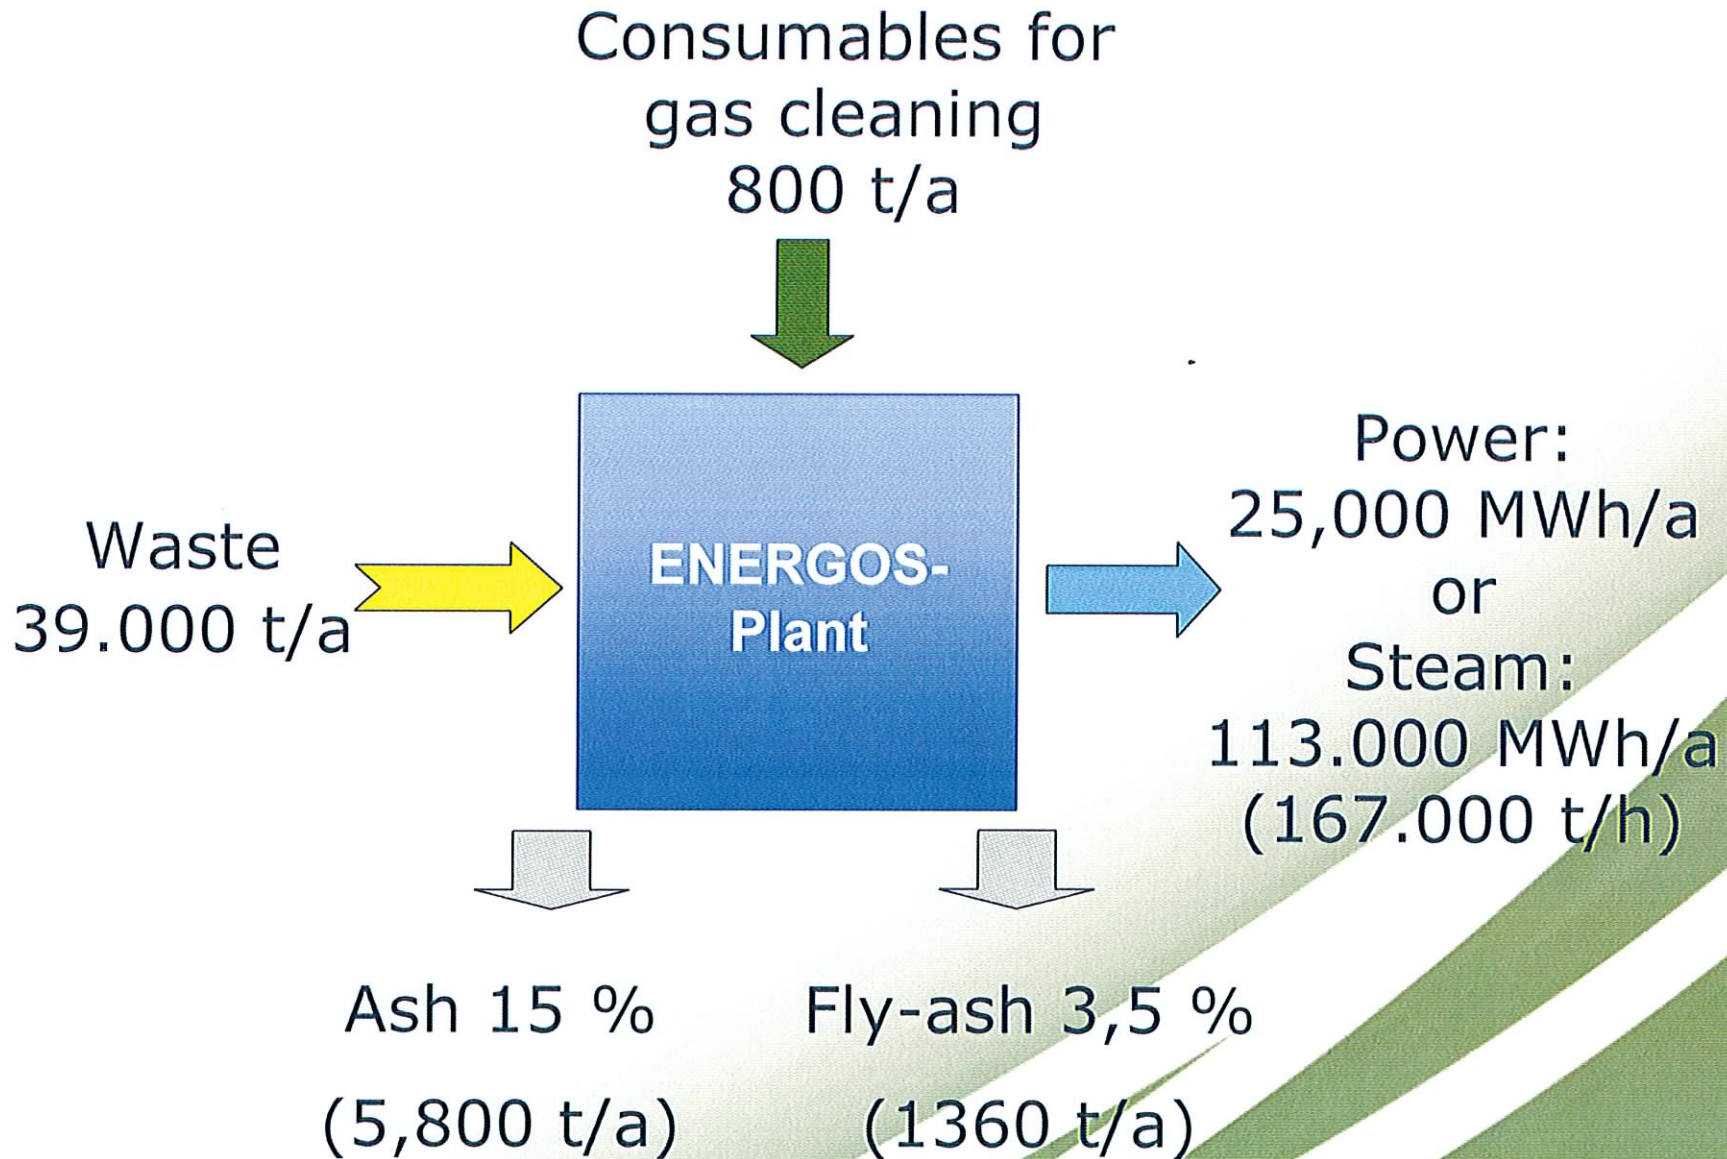 Consumables for
gas cleaning
800 t/a
Waste
39.000 t/a
ENERGOS-
Plant
Power:
25,000 MWh/a
or
Steam:
113.000 MWh/a
(167.000 t/h)
Ash 15 %
(5,800 t/a)
Fly-ash 3,5 %
(1360 t/a)